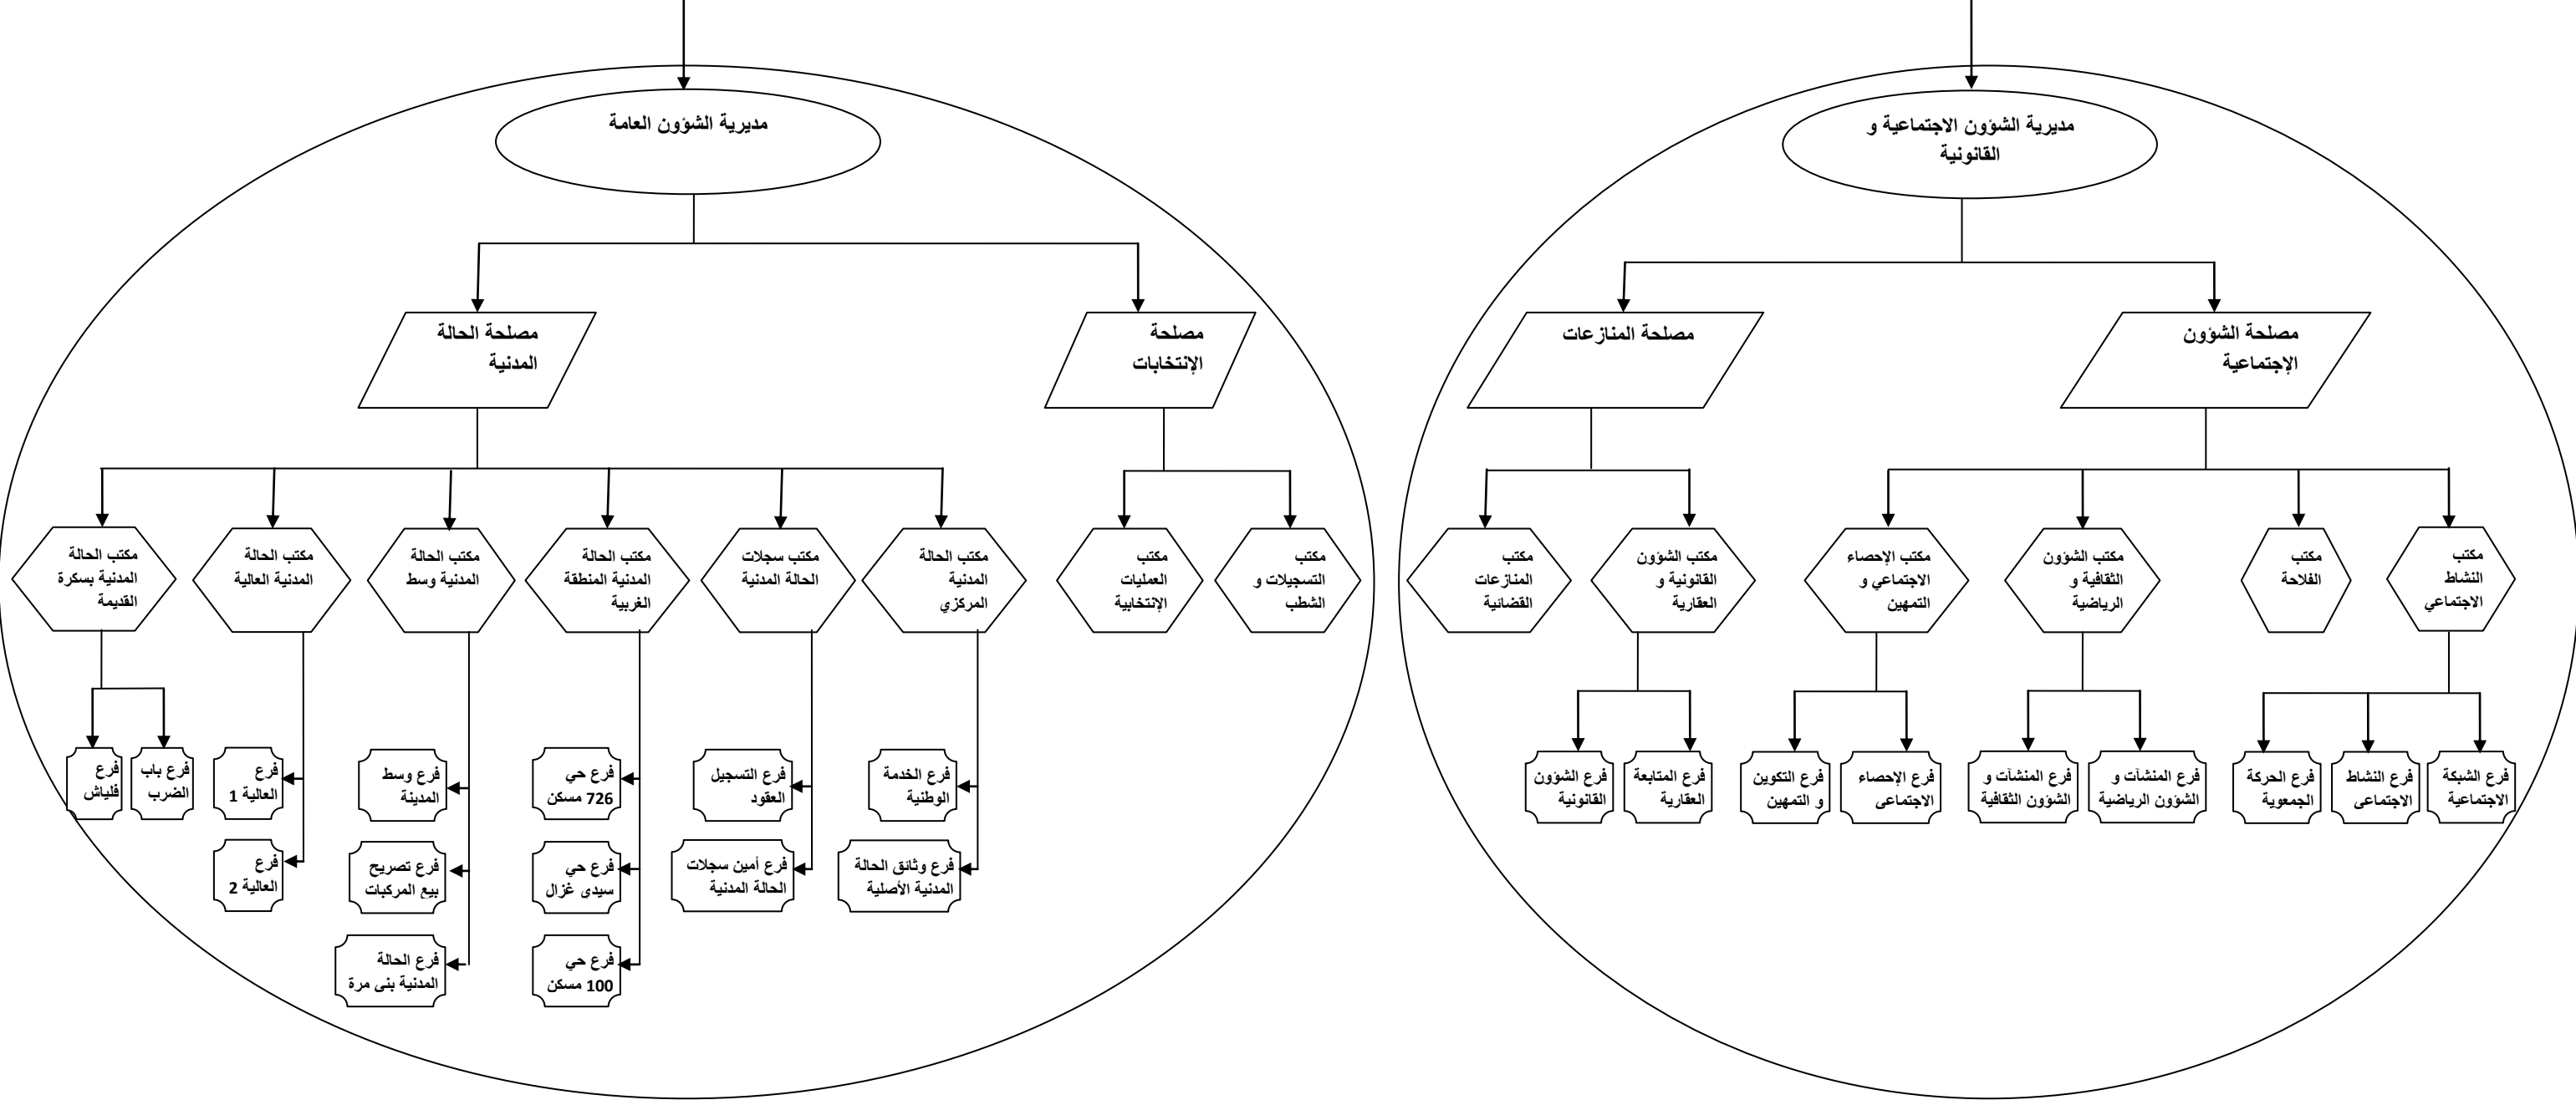 مديرية الشؤون الاجتماعية و
القانونية
مصلحة الشؤون
الإجتماعية
مصلحة المنازعات
مكتب
النشاط
الاجتماعي
مكتب
الفلاحة
مكتب الشؤون
الثقافية و
الرياضية
مكتب الإحصاء
الاجتماعي و
التمهين
مكتب الشؤون
القانونية و
العقارية
مكتب
المنازعات
القضائية
فرع الشبكة
الاجتماعية
فرع النشاط
الاجتماعى
فرع الحركة
الجمعوية
فرع المنشآت و
الشؤون الرياضية
فرع المنشآت و
الشؤون الثقافية
فرع الإحصاء
الاجتماعى
فرع التكوين
و التمهين
فرع المتابعة
العقارية
فرع الشؤون
القانونية
مديرية الشؤون العامة
مصلحة
الإنتخابات
مصلحة الحالة
المدنية
مكتب
التسجيلات و
الشطب
مكتب
العمليات
الإنتخابية
مكتب الحالة
المدنية
المركزي
مكتب سجلات
الحالة المدنية
مكتب الحالة
المدنية المنطقة
الغربية
مكتب الحالة
المدنية وسط
مكتب الحالة
المدنية العالية
مكتب الحالة
المدنية بسكرة
القديمة
فرع الخدمة
الوطنية
فرع وثائق الحالة
المدنية الأصلية
فرع التسجيل
العقود
فرع أمين سجلات
الحالة المدنية
فرع حي
726 مسكن
فرع حي
سيدى غزال
فرع حي
100 مسكن
فرع وسط
المدينة
فرع تصريح
بيع المركبات
فرع الحالة
المدنية بنى مرة
فرع
العالية 1
فرع
العالية 2
فرع باب
الضرب
فرع
فلياش